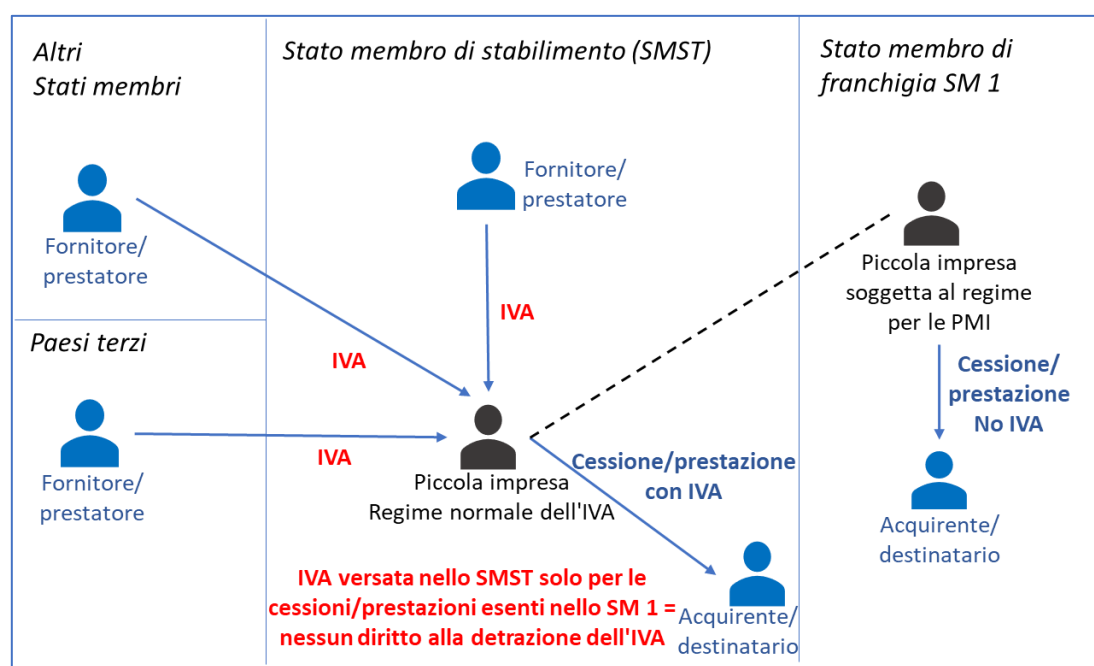 Altri
Stati membri
Stato membro di stabilimento (SMST)
Stato membro di
franchigia SM 1
Fornitore/
prestatore
Fornitore/
prestatore
IVA
IVA
Piccola impresa
soggetta al regime
per le PMI
Cessione/
prestazione
No IVA
Paesi terzi
Fornitore/
prestatore
IVA
Piccola impresa
Regime normale dell'IVA
Cessione/prestazione
con IVA
Acquirente/
destinatario
IVA versata nello SMST solo per le
cessioni/prestazioni esenti nello SM 1 =
nessun diritto alla detrazione dell'IVA
Acquirente/
destinatario